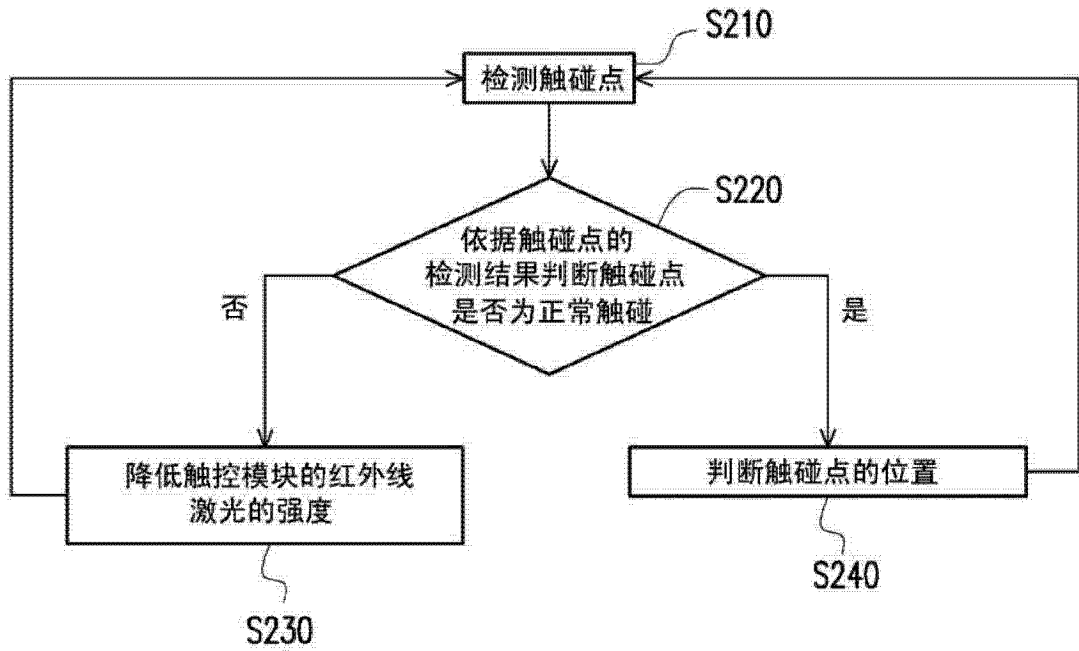 S210
检测触碰点
S220
依据触碰点的
检测结果判断触碰点
是否为正常触碰
否
是
降低触控模块的红外线
激光的强度
判断触碰点的位置
S240
S230